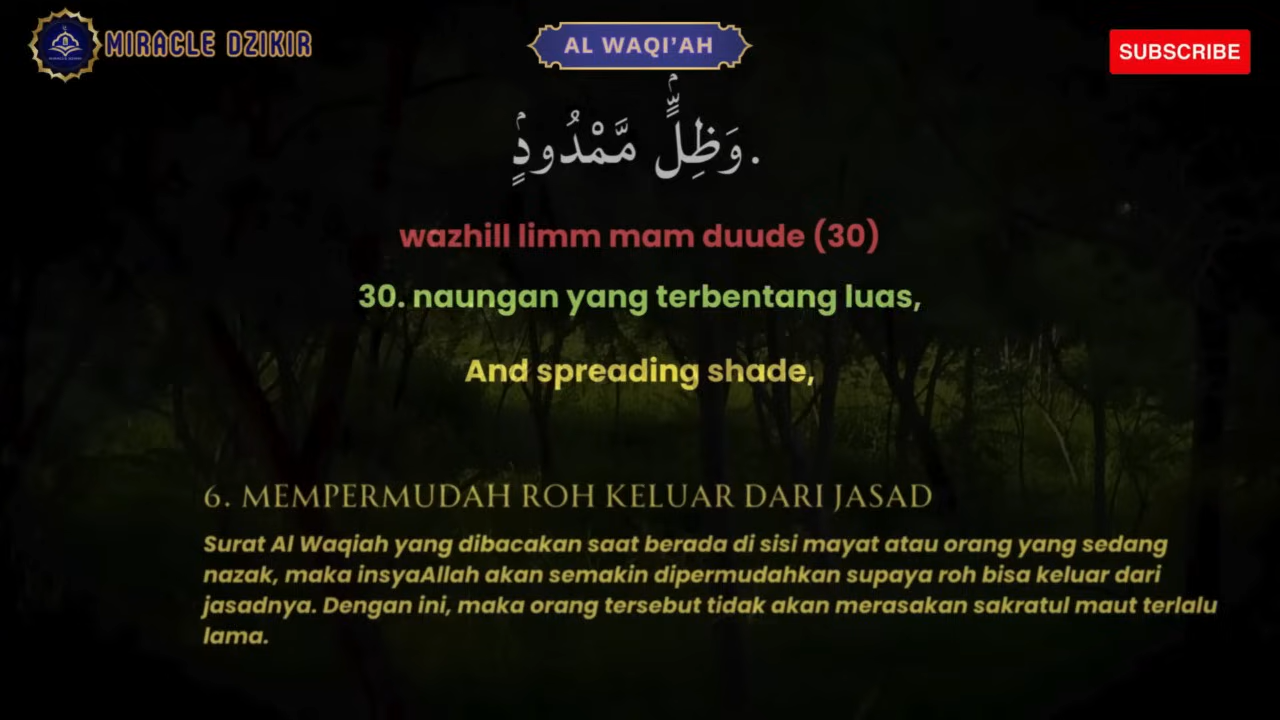 MIRACLE DZIKIR
AL WAQI'AH
SUBSCRIBE
وَظِلٍّ مَّمْدُودٍۢ.
wazhill limm mam duude (30)
30. naungan yang terbentang luas,
And spreading shade,
6. MEMPERMUDAH ROH KELUAR DARI JASAD
Surat Al Waqiah yang dibacakan saat berada di sisi mayat atau orang yang sedang
nazak, maka insyaAllah akan semakin dipermudahkan supaya roh bisa keluar dari
jasadnya. Dengan ini, maka orang tersebut tidak akan merasakan sakratul maut terlalu
lama.